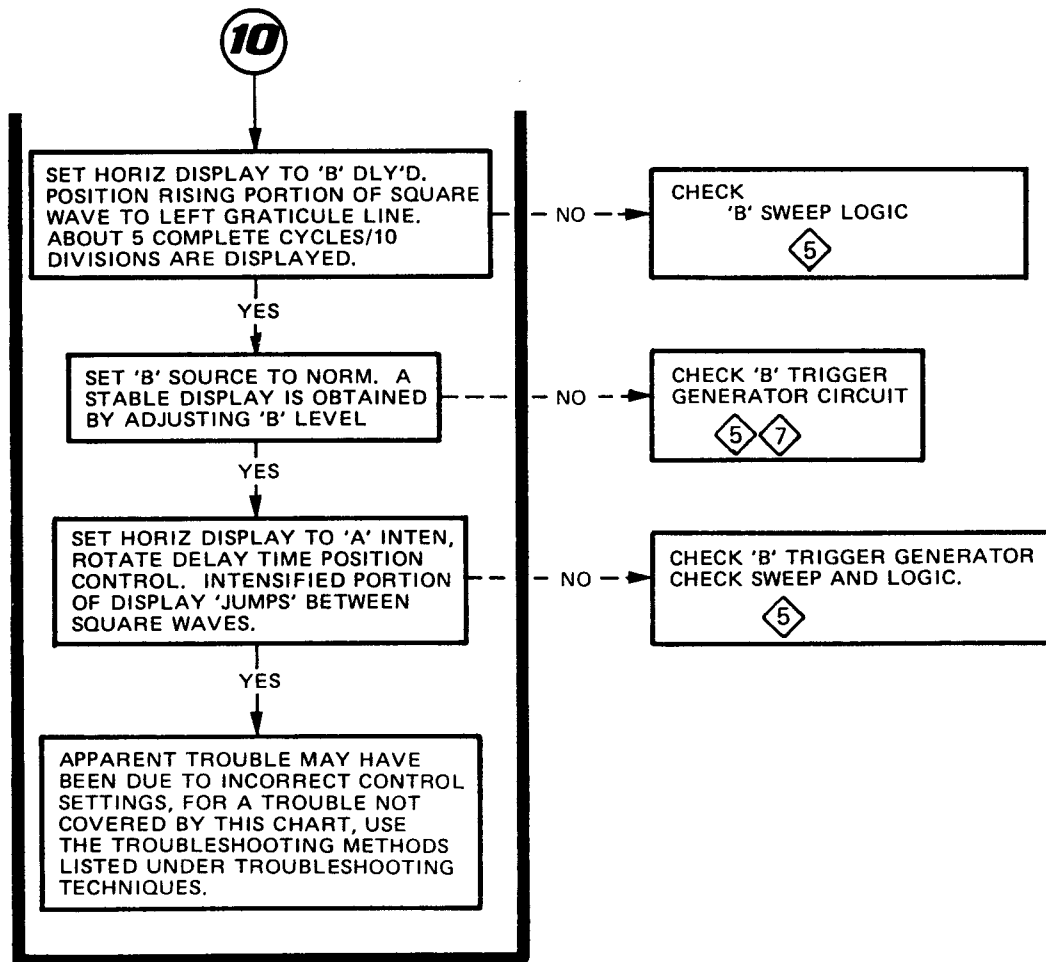 10
SET HORIZ DISPLAY TO 'B' DLY'D.
POSITION RISING PORTION OF SQUARE
WAVE TO LEFT GRATICULE LINE.
ABOUT 5 COMPLETE CYCLES/10
DIVISIONS ARE DISPLAYED.
NO
CHECK
'B' SWEEP LOGIC
5
YES
SET 'B' SOURCE TO NORM. A
STABLE DISPLAY IS OBTAINED
BY ADJUSTING 'B' LEVEL
NO
CHECK 'B' TRIGGER
GENERATOR CIRCUIT
5 7
YES
SET HORIZ DISPLAY TO 'A' INTEN,
ROTATE DELAY TIME POSITION
CONTROL. INTENSIFIED PORTION
OF DISPLAY 'JUMPS' BETWEEN
SQUARE WAVES.
NO
CHECK 'B' TRIGGER GENERATOR
CHECK SWEEP AND LOGIC.
5
YES
APPARENT TROUBLE MAY HAVE
BEEN DUE TO INCORRECT CONTROL
SETTINGS, FOR A TROUBLE NOT
COVERED BY THIS CHART, USE
THE TROUBLESHOOTING METHODS
LISTED UNDER TROUBLESHOOTING
TECHNIQUES.